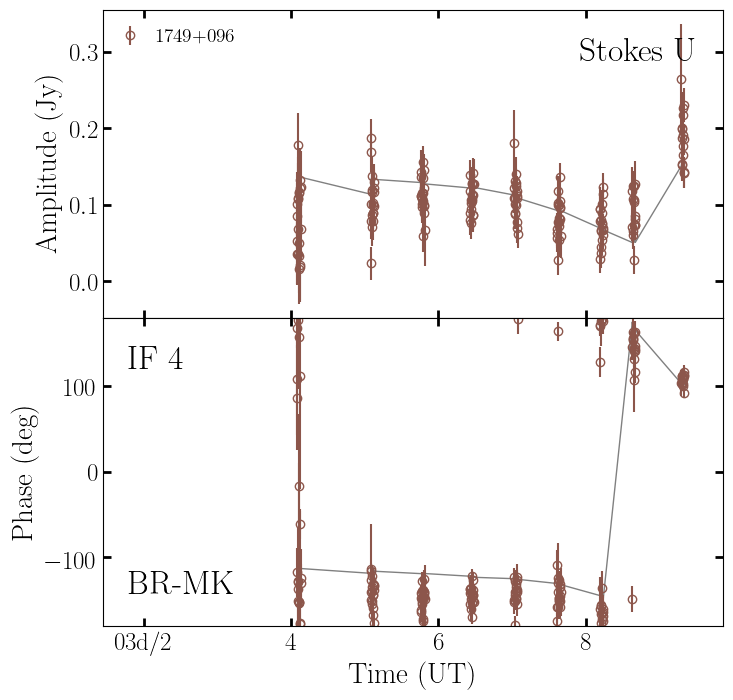 1749+096
Stokes U
0.3
0.2
0.1
0.0
Amplitude (Jy)
IF 4
100
0
−100
Phase (deg)
BR-MK
03d/2 4 6 8
Time (UT)